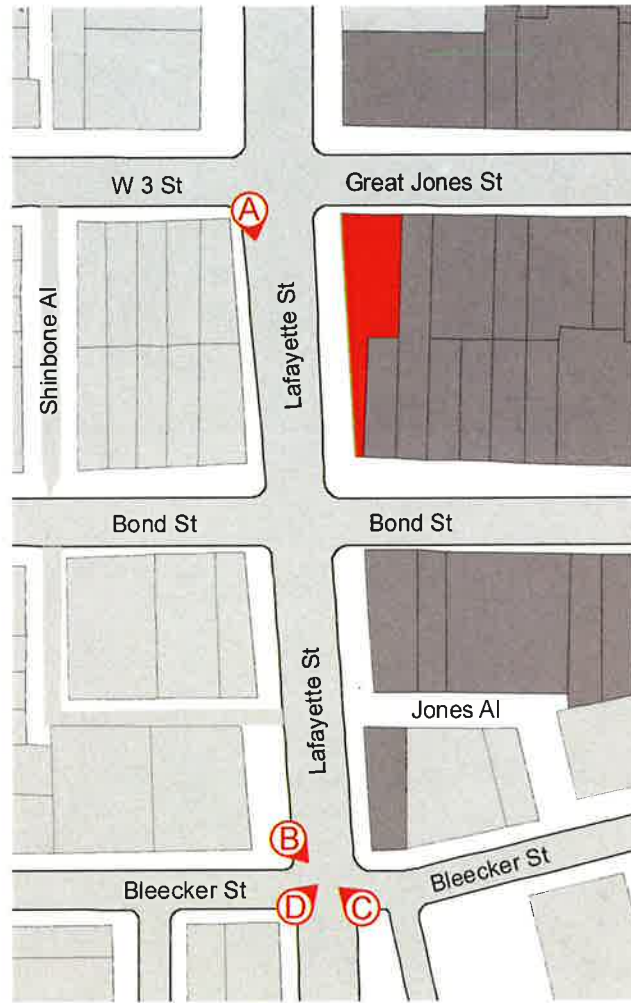 W 3 St
Great Jones St
A
Shinbone Al
Lafayette St
Bond St
Bond St
Lafayette St
Jones Al
B
Bleecker St
Bleecker St
D
C